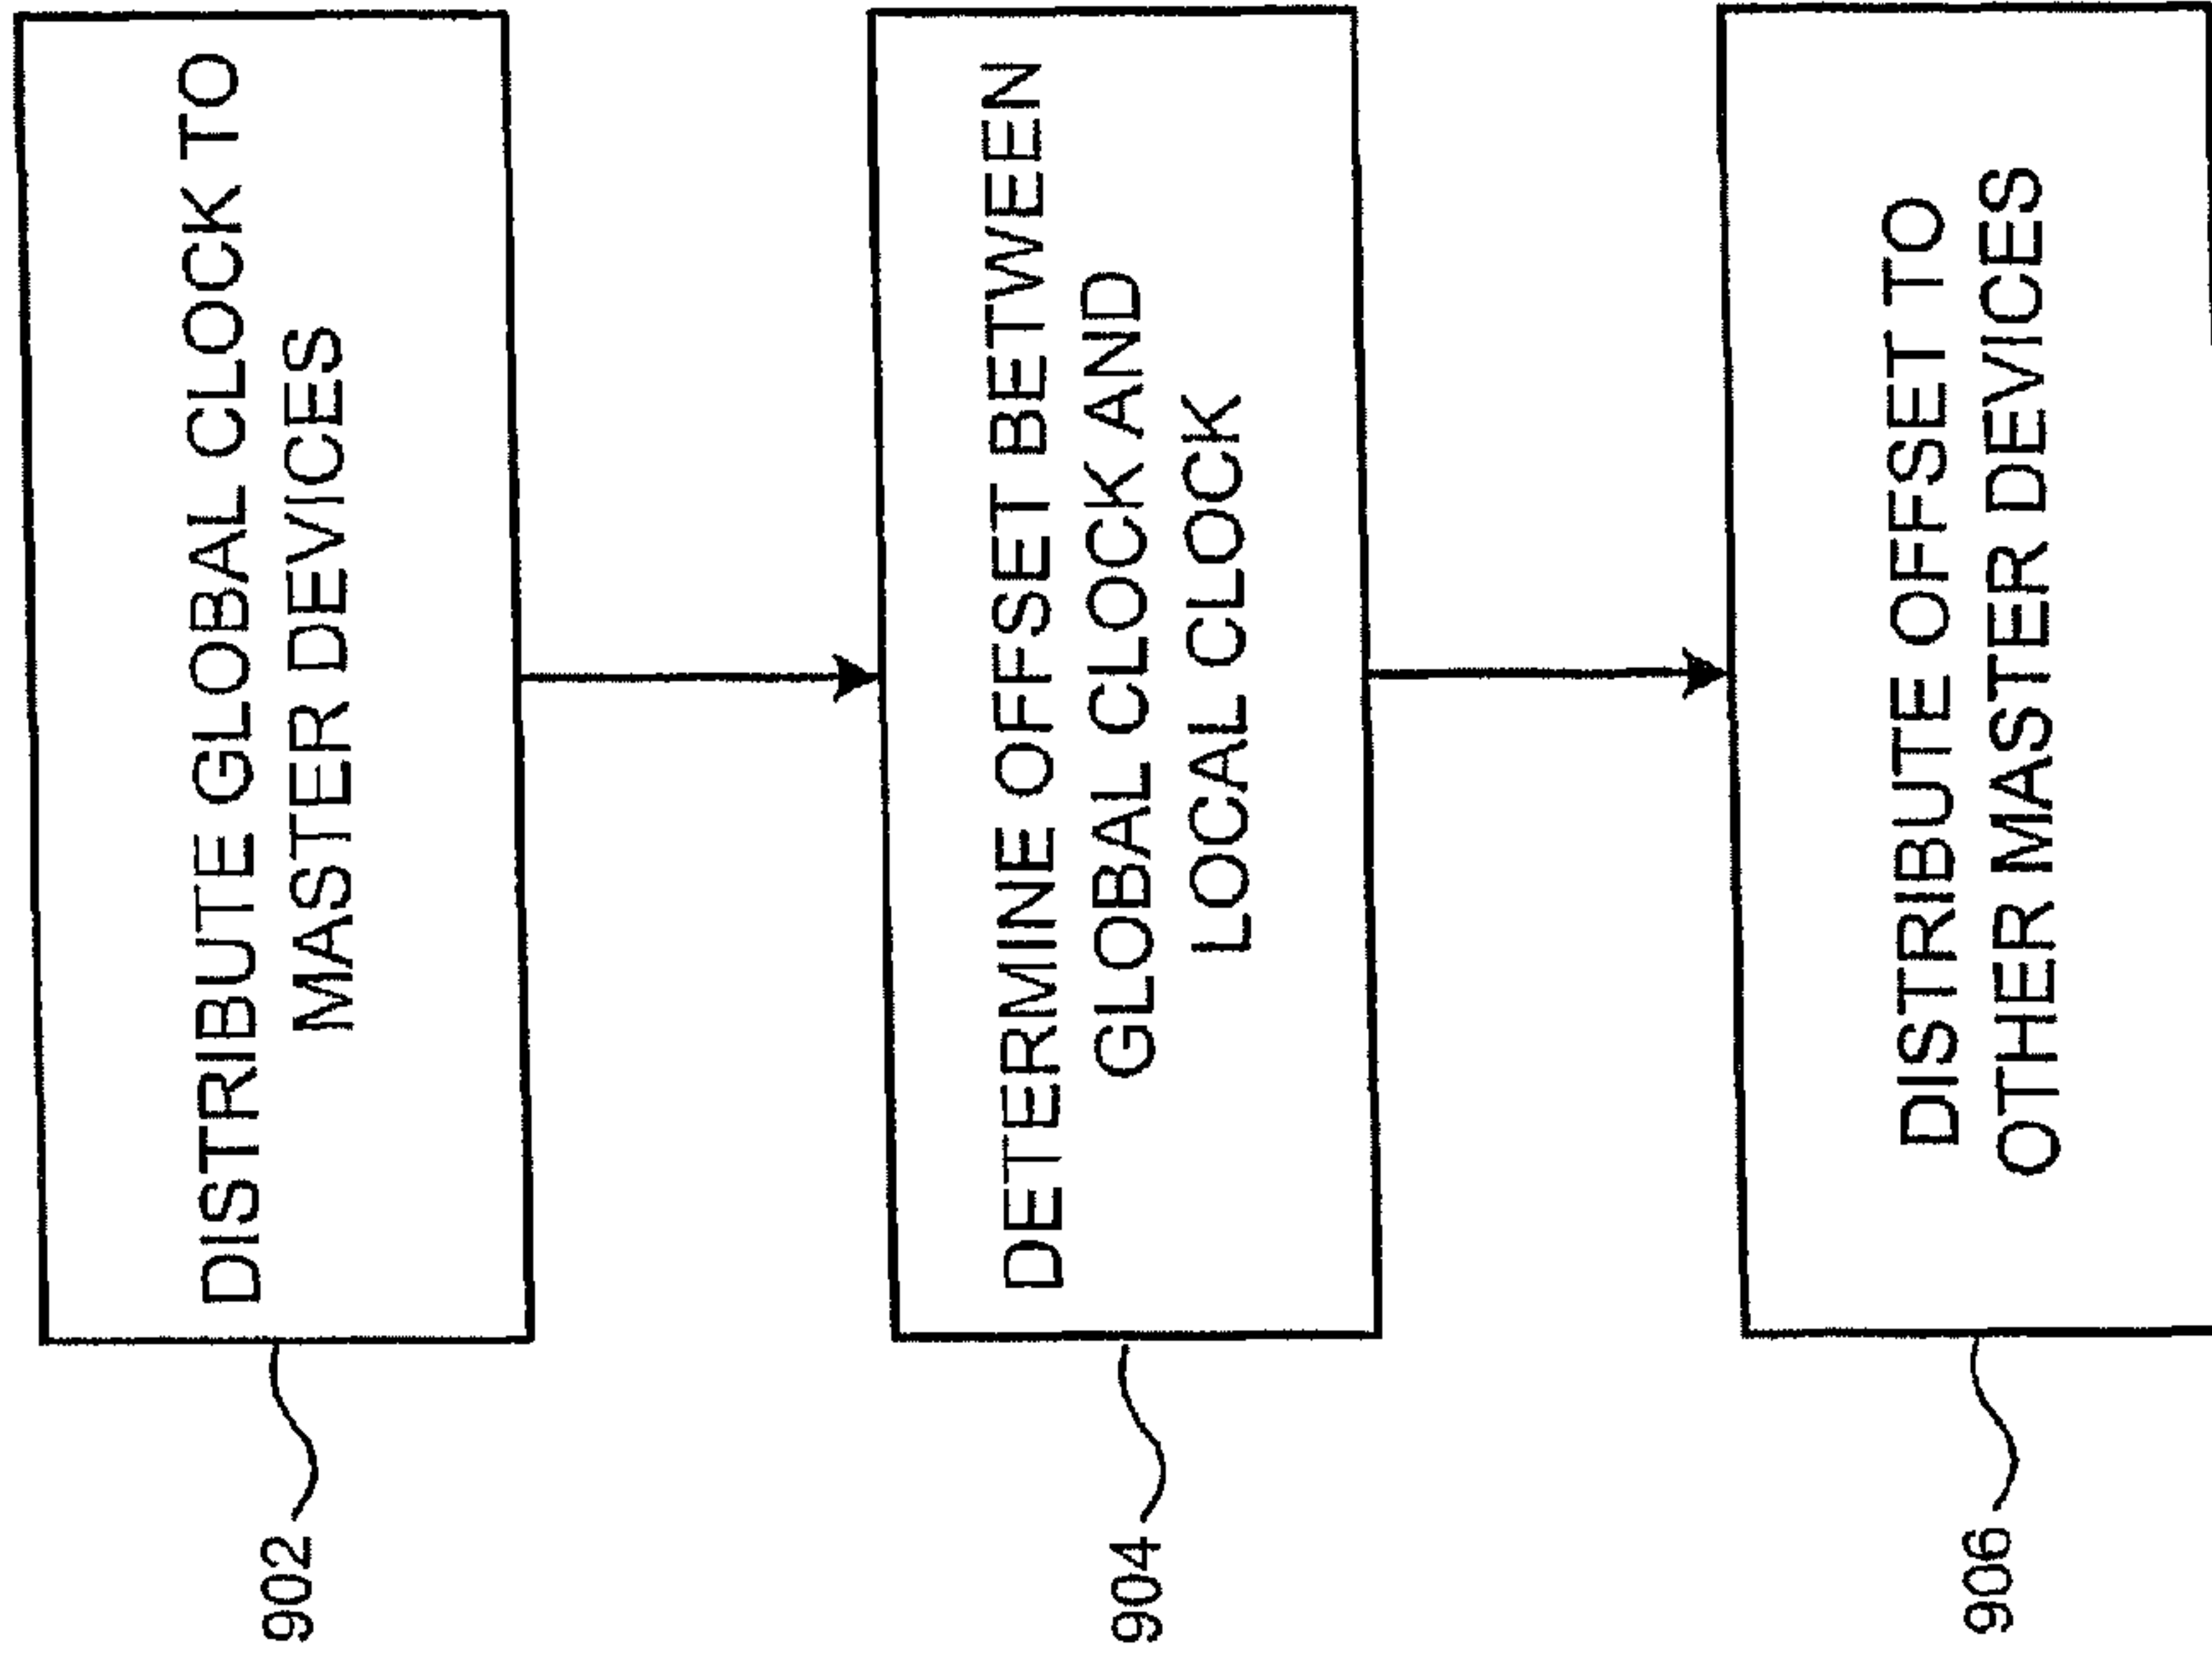 902
DISTRIBUTE GLOBAL CLOCK TO
MASTER DEVICES
904
DETERMINE OFFSET BETWEEN
GLOBAL CLOCK AND
LOCAL CLOCK
906
DISTRIBUTE OFFSET TO
OTHER MASTER DEVICES